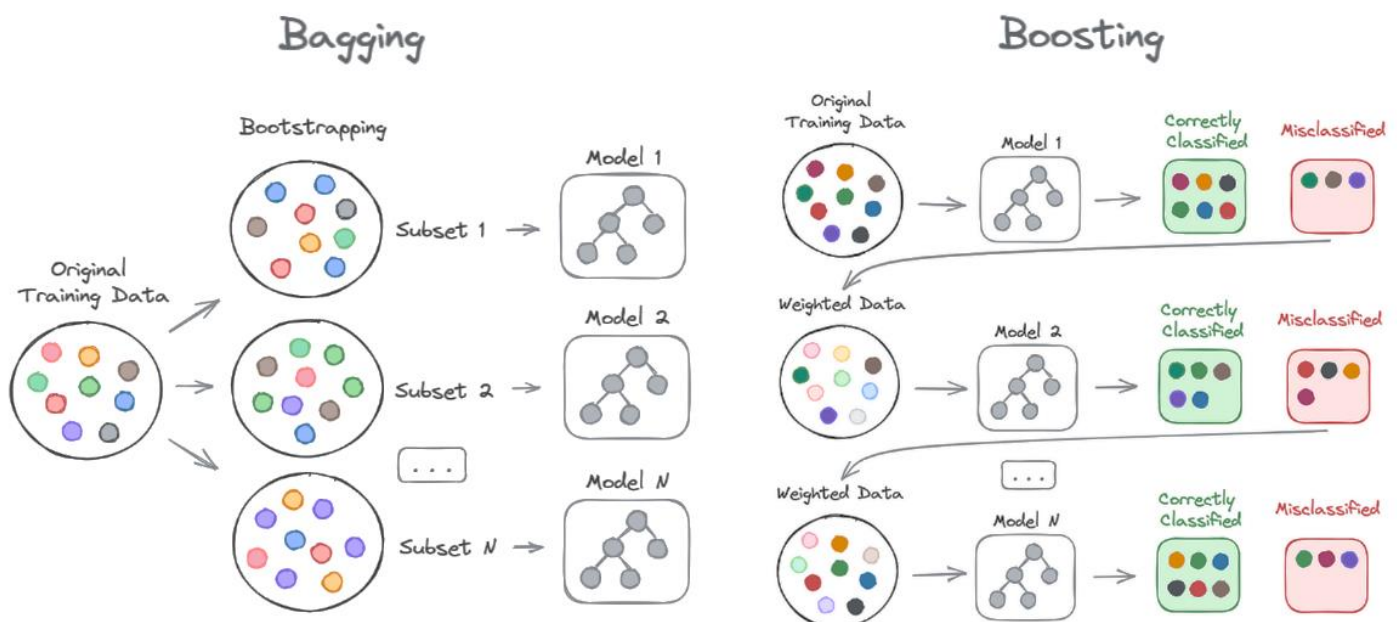 Bagging
Bootstrapping
Original
Training Data
Subset 1
Model 1
Subset 2
Model 2
...
Subset N
Model N
Boosting
Original
Training Data
Model 1
Correctly
Classified
Misclassified
Weighted Data
Model 2
Correctly
Classified
Misclassified
...
Weighted Data
Model N
Correctly
Classified
Misclassified